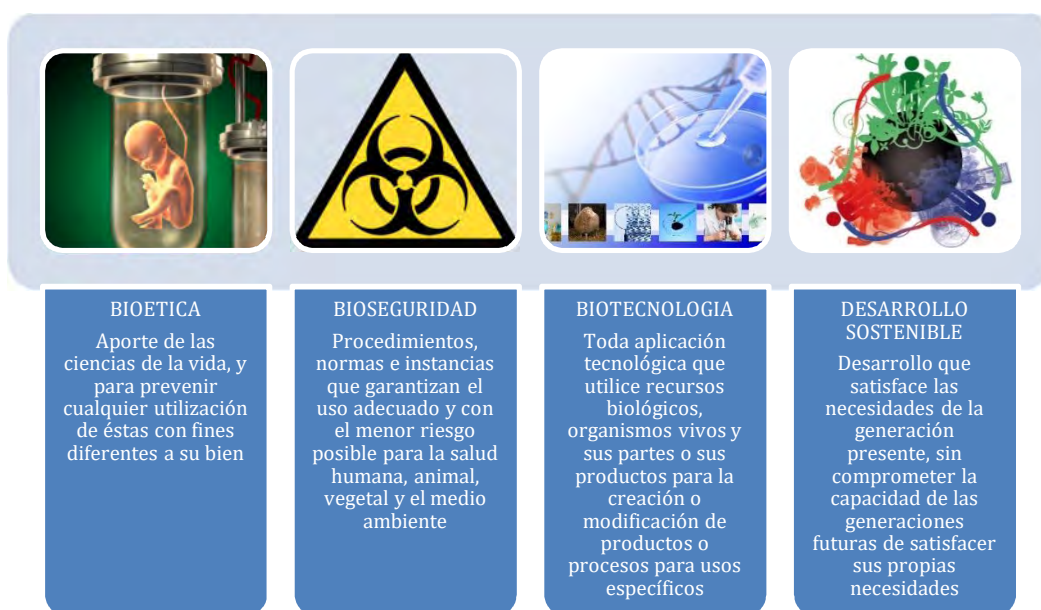 BIOETICA
Aporte de las
ciencias de la vida, y
para prevenir
cualquier utilización
de éstas con fines
diferentes a su bien
BIOSEGURIDAD
Procedimientos,
normas e instancias
que garantizan el
uso adecuado y con
el menor riesgo
posible para la salud
humana, animal,
vegetal y el medio
ambiente
BIOTECNOLOGIA
Toda aplicación
tecnológica que
utilice recursos
biológicos,
organismos vivos y
sus partes o sus
productos para la
creación o
modificación de
productos o
procesos para usos
específicos
DESARROLLO
SOSTENIBLE
Desarrollo que
satisface las
necesidades de la
generación
presente, sin
comprometer la
capacidad de las
generaciones
futuras de satisfacer
sus propias
necesidades